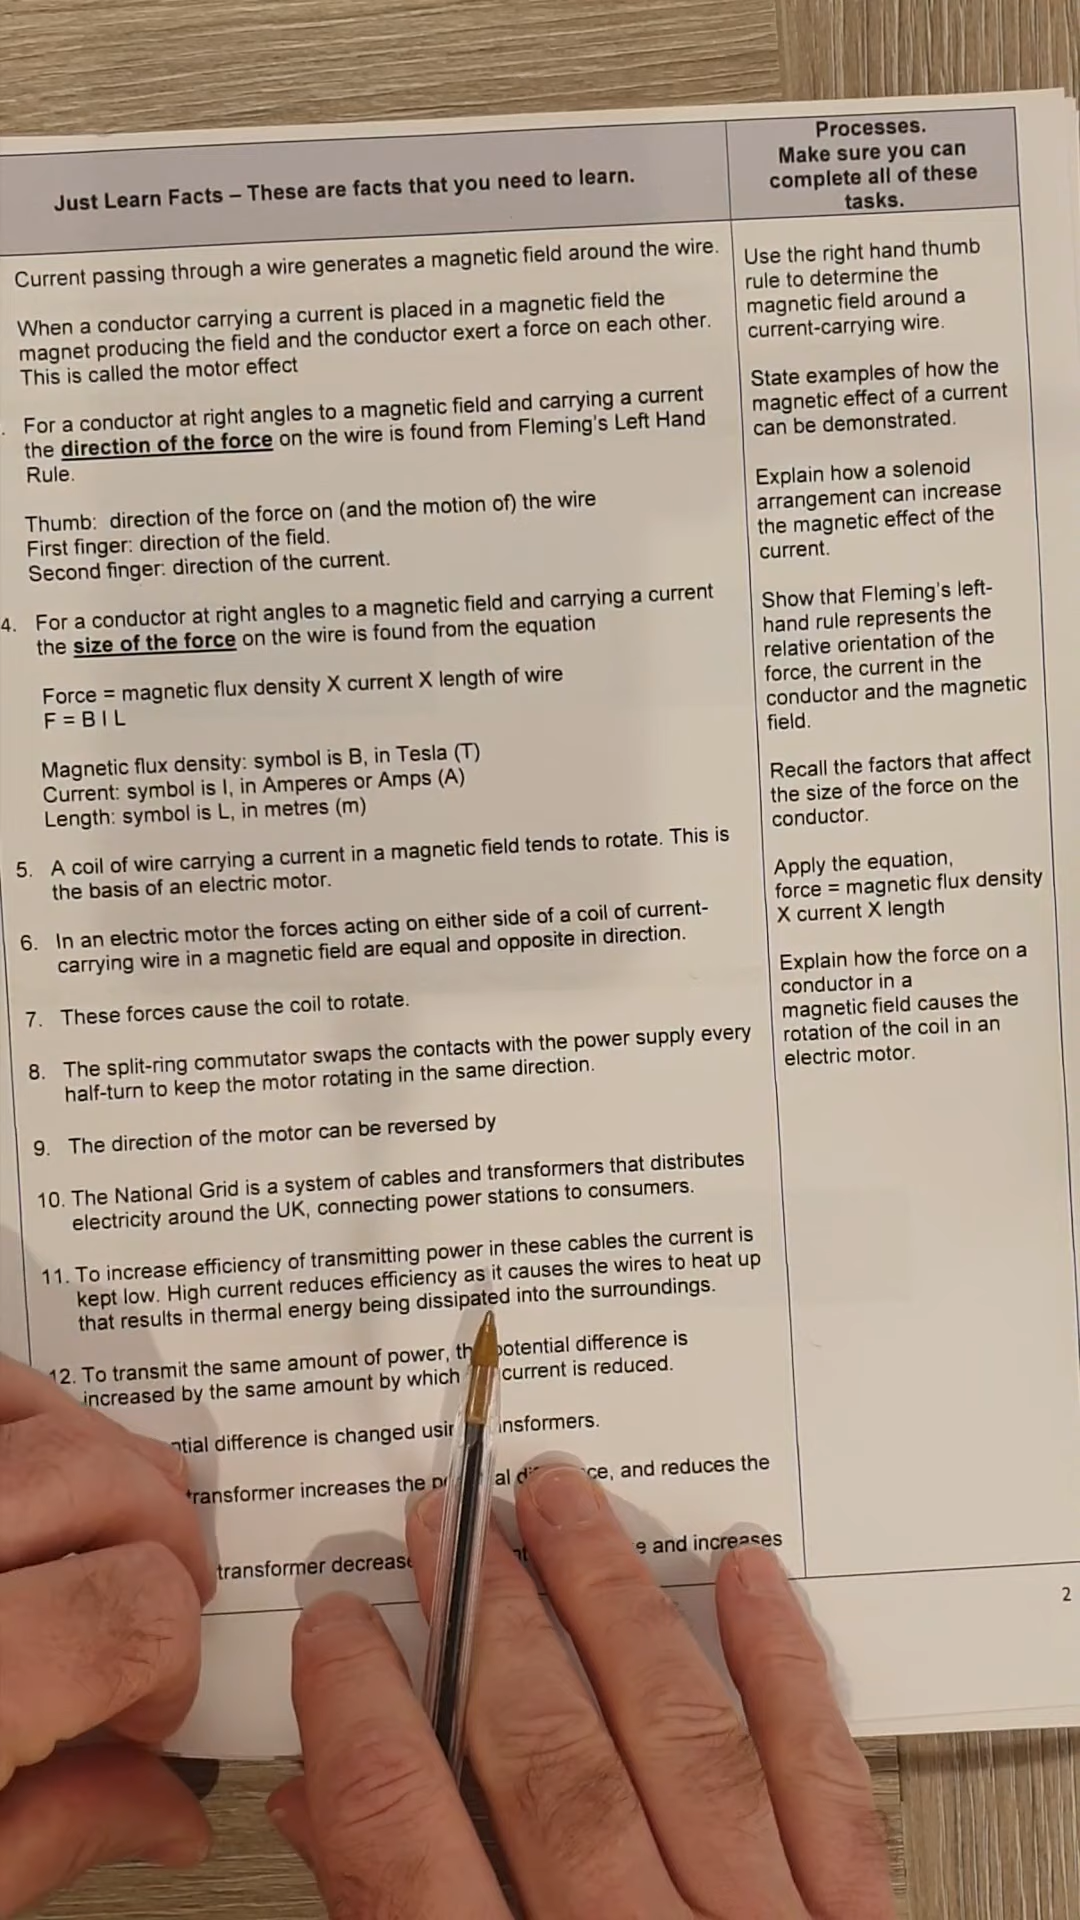 Just Learn Facts – These are facts that you need to learn.
Processes.
Make sure you can
complete all of these
tasks.
Current passing through a wire generates a magnetic field around the wire.
When a conductor carrying a current is placed in a magnetic field the
magnet producing the field and the conductor exert a force on each other.
This is called the motor effect
. For a conductor at right angles to a magnetic field and carrying a current
the direction of the force on the wire is found from Fleming's Left Hand
Rule.
Thumb: direction of the force on (and the motion of) the wire
First finger: direction of the field.
Second finger: direction of the current.
4. For a conductor at right angles to a magnetic field and carrying a current
the size of the force on the wire is found from the equation
Force = magnetic flux density X current X length of wire
F = B I L
Magnetic flux density: symbol is B, in Tesla (T)
Current: symbol is I, in Amperes or Amps (A)
Length: symbol is L, in metres (m)
5. A coil of wire carrying a current in a magnetic field tends to rotate. This is
the basis of an electric motor.
6. In an electric motor the forces acting on either side of a coil of current-
carrying wire in a magnetic field are equal and opposite in direction.
7. These forces cause the coil to rotate.
8. The split-ring commutator swaps the contacts with the power supply every
half-turn to keep the motor rotating in the same direction.
9. The direction of the motor can be reversed by
10. The National Grid is a system of cables and transformers that distributes
electricity around the UK, connecting power stations to consumers.
11. To increase efficiency of transmitting power in these cables the current is
kept low. High current reduces efficiency as it causes the wires to heat up
that results in thermal energy being dissipated into the surroundings.
12. To transmit the same amount of power, potential difference is
increased by the same amount by which current is reduced.
difference is changed
transformer increases the and reduces the
transformer and increases
Use the right hand thumb
rule to determine the
magnetic field around a
current-carrying wire.
State examples of how the
magnetic effect of a current
can be demonstrated.
Explain how a solenoid
arrangement can increase
the magnetic effect of the
current.
Show that Fleming's left-
hand rule represents the
relative orientation of the
force, the current in the
conductor and the magnetic
field.
Recall the factors that affect
the size of the force on the
conductor.
Apply the equation,
force = magnetic flux density
X current X length
Explain how the force on a
conductor in a
magnetic field causes the
rotation of the coil in an
electric motor.
2